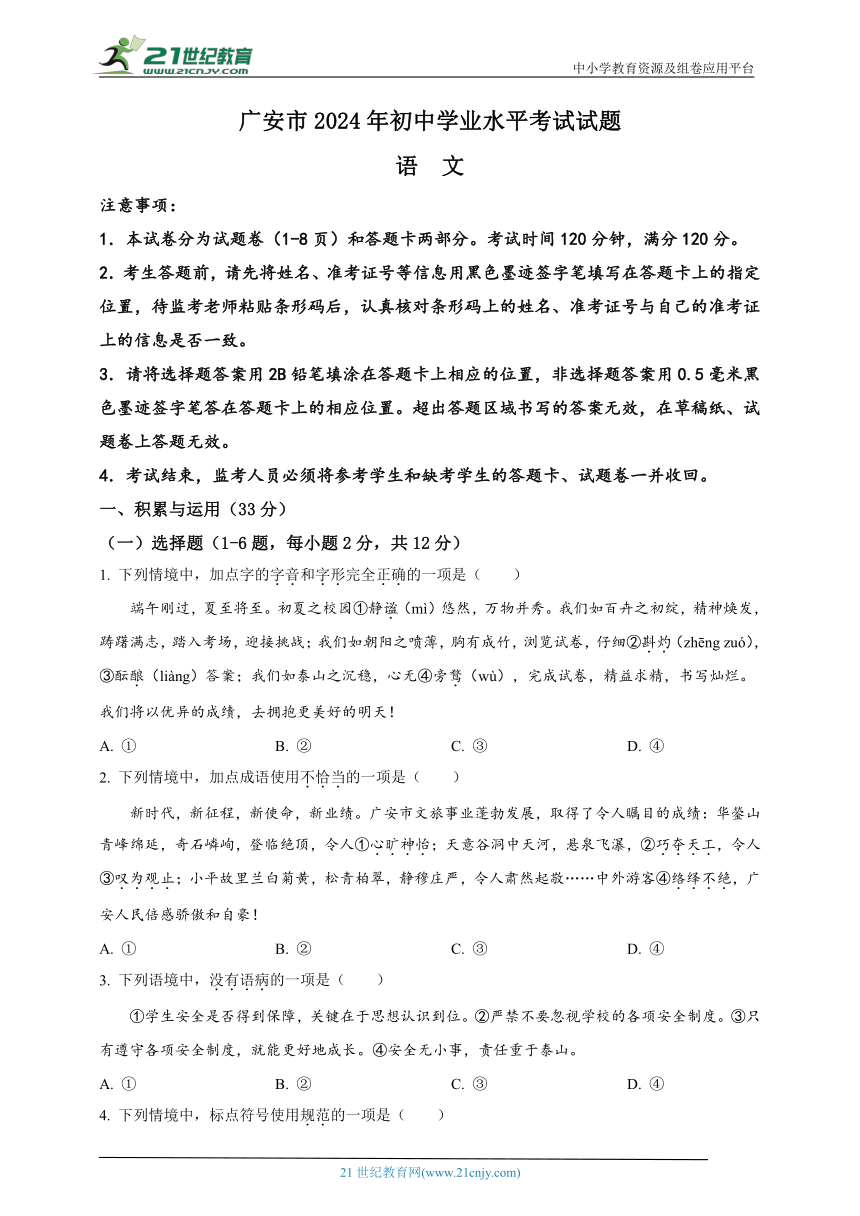 21世纪教育
WWW.21CNJY.COM
中小学教育资源及组卷应用平台
广安市2024年初中学业水平考试试题
语 文
注意事项：
1．本试卷分为试题卷（1-8页）和答题卡两部分。考试时间120分钟，满分120分。
2．考生答题前，请先将姓名、准考证号等信息用黑色墨迹签字笔填写在答题卡上的指定
位置，待监考老师粘贴条形码后，认真核对条形码上的姓名、准考证号与自己的准考证
上的信息是否一致。
3．请将选择题答案用2B铅笔填涂在答题卡上相应的位置，非选择题答案用0.5毫米黑
色墨迹签字笔答在答题卡上的相应位置。超出答题区域书写的答案无效，在草稿纸、试
题卷上答题无效。
4．考试结束，监考人员必须将参考学生和缺考学生的答题卡、试题卷一并收回。
一、积累与运用（33分）
（一）选择题（1-6题，每小题2分，共12分）
1. 下列情境中，加点字的字音和字形完全正确的一项是（ ）
端午刚过，夏至将至。初夏之校园①静谧（mì）悠然，万物并秀。我们如百卉之初绽，精神焕发，
踌躇满志，踏入考场，迎接挑战；我们如朝阳之喷薄，胸有成竹，浏览试卷，仔细②斟灼（zhēng zuó），
③酝酿（liàng）答案；我们如泰山之沉稳，心无④旁骛（wù），完成试卷，精益求精，书写灿烂。
我们将以优异的成绩，去拥抱更美好的明天！
A. ① B. ② C. ③ D. ④
2. 下列情境中，加点成语使用不恰当的一项是（ ）
新时代，新征程，新使命，新业绩。广安市文旅事业蓬勃发展，取得了令人瞩目的成绩：华蓥山
青峰绵延，奇石嶙峋，登临绝顶，令人①心旷神怡；天意谷洞中天河，悬泉飞瀑，②巧夺天工，令人
③叹为观止；小平故里兰白菊黄，松青柏翠，静穆庄严，令人肃然起敬……中外游客④络绎不绝，广
安人民倍感骄傲和自豪！
A. ① B. ② C. ③ D. ④
3. 下列语境中，没有语病的一项是（ ）
①学生安全是否得到保障，关键在于思想认识到位。②严禁不要忽视学校的各项安全制度。③只
有遵守各项安全制度，就能更好地成长。④安全无小事，责任重于泰山。
A. ① B. ② C. ③ D. ④
4. 下列情境中，标点符号使用规范的一项是（ ）
21世纪教育网(www.21cnjy.com)